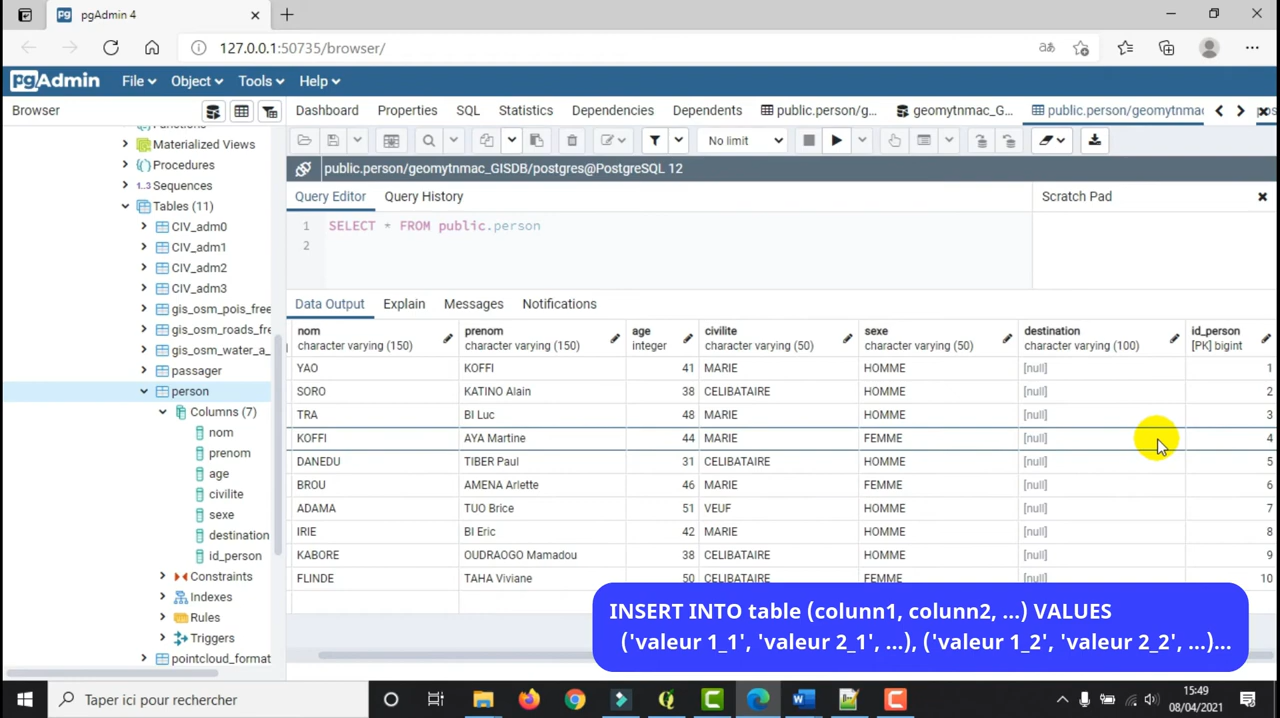 pgAdmin 4
127.0.0.1:50735/browser/
pgAdmin File Object Tools Help
Browser
Dashboard Properties SQL Statistics Dependencies Dependents public.person/g... geomytnmac_G... public.person/geomytnmac
Functions
Materialized Views
Procedures
1..3 Sequences
Tables (11)
CIV_adm0
CIV_adm1
CIV_adm2
CIV_adm3
gis_osm_pois_free
gis_osm_roads_fre
gis_osm_water_a_
passager
person
Columns (7)
nom
prenom
age
civilite
sexe
destination
id_person
Constraints
Indexes
Rules
Triggers
pointcloud_format
No limit
public.person/geomytnmac_GISDB/postgres@PostgreSQL 12
Query Editor Query History Scratch Pad
1 SELECT * FROM public.person
2
Data Output Explain Messages Notifications
nom prenom age civilite sexe destination id_person
character varying (150) character varying (150) integer character varying (50) character varying (50) character varying (100) [PK] bigint
YAO KOFFI 41 MARIE HOMME [null] 1
SORO KATINO Alain 38 CELIBATAIRE HOMME [null] 2
TRA BI Luc 48 MARIE HOMME [null] 3
KOFFI AYA Martine 44 MARIE FEMME [null] 4
DANEDU TIBER Paul 31 CELIBATAIRE HOMME [null] 5
BROU AMENA Arlette 46 MARIE FEMME [null] 6
ADAMA TUO Brice 51 VEUF HOMME [null] 7
IRIE BI Eric 42 MARIE HOMME [null] 8
KABORE OUDRAOGO Mamadou 38 CELIBATAIRE HOMME [null] 9
FLINDE TAHA Viviane 50 CELIBATAIRE FEMME [null] 10
INSERT INTO table (colunn1, colunn2, ...) VALUES
('valeur 1_1', 'valeur 2_1', ...), ('valeur 1_2', 'valeur 2_2', ...)...
Taper ici pour rechercher
15:49
08/04/2021